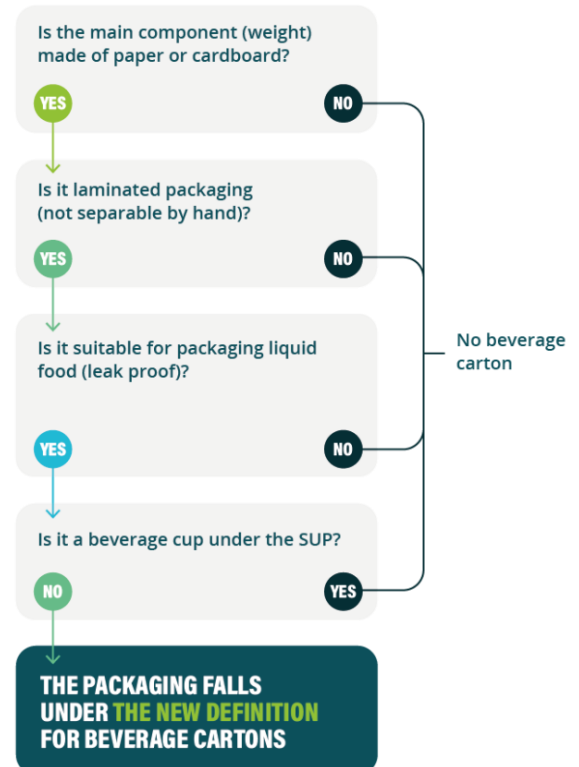 Is the main component (weight)
made of paper or cardboard?
YES
NO
Is it laminated packaging
(not separable by hand)?
YES
NO
Is it suitable for packaging liquid
food (leak proof)?
YES
NO
No beverage
carton
Is it a beverage cup under the SUP?
NO
YES
THE PACKAGING FALLS
UNDER THE NEW DEFINITION
FOR BEVERAGE CARTONS